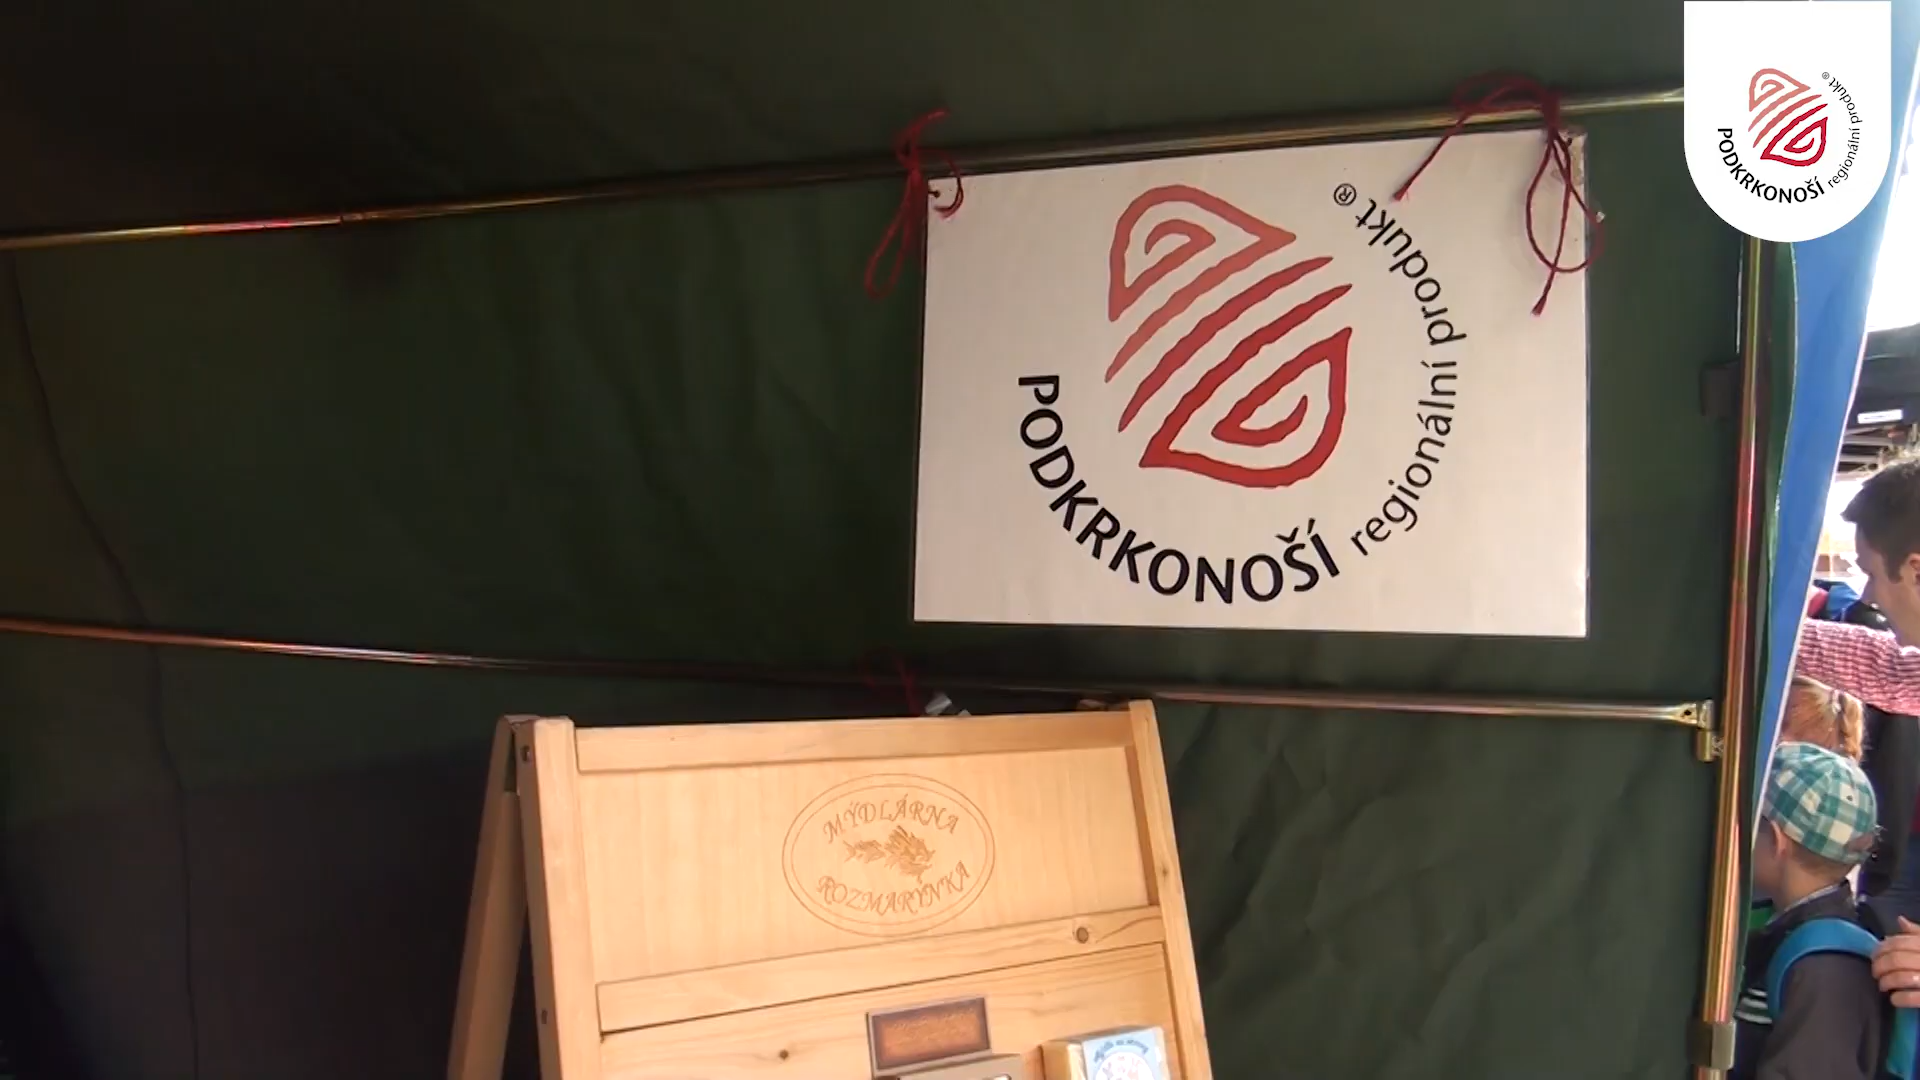 PODKRKONOŠÍ regionální produkt®
PODKRKONOŠÍ regionální produkt®
MÝDLÁRNA
ROZMARÝNKA